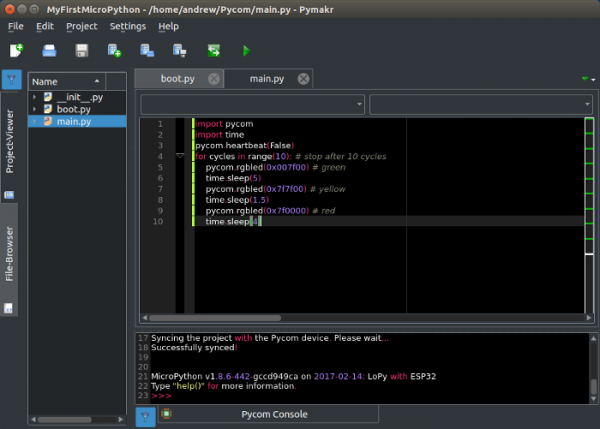 MyFirstMicroPython - /home/andrew/Pycom/main.py - Pymakr
File Edit Project Settings Help
Project-Viewer
File-Browser
Name
__init__.py
boot.py
main.py
boot.py main.py
1 import pycom
2 import time
3 pycom.heartbeat(False)
4 for cycles in range(10): # stop after 10 cycles
5 pycom.rgbled(0x007f00) # green
6 time.sleep(5)
7 pycom.rgbled(0x7f7f00) # yellow
8 time.sleep(1.5)
9 pycom.rgbled(0x7f0000) # red
10 time.sleep(4)
17 Syncing the project with the Pycom device. Please wait...
18 Successfully synced!
19
20
21 MicroPython v1.8.6-442-gccd949ca on 2017-02-14; LoPy with ESP32
22 Type "help()" for more information.
23 >>>
Pycom Console